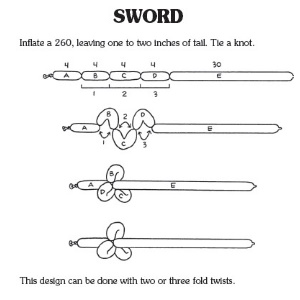 SWORD
Inflate a 260, leaving one to two inches of tail. Tie a knot.
4 4 4 4 30
A B C D E
1 2 3
B 2 D
A E
1 C 3
B
A E
D C
This design can be done with two or three fold twists.